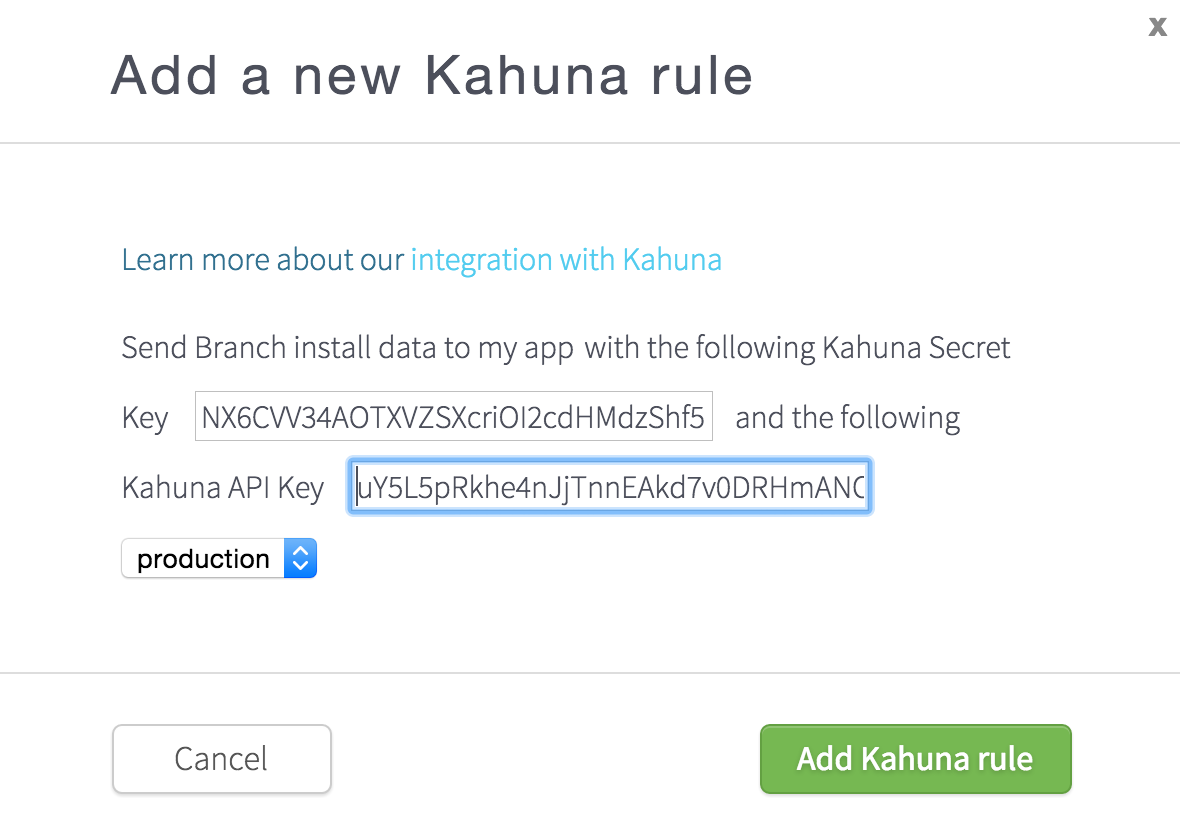 x
Add a new Kahuna rule
Learn more about our integration with Kahuna
Send Branch install data to my app with the following Kahuna Secret
Key NX6CVV34AOTXVZSXcriOI2cdHMdzShf5 and the following
Kahuna API Key uY5L5pRkhe4nJjTnnEAkd7v0DRHmAN
production
Cancel Add Kahuna rule